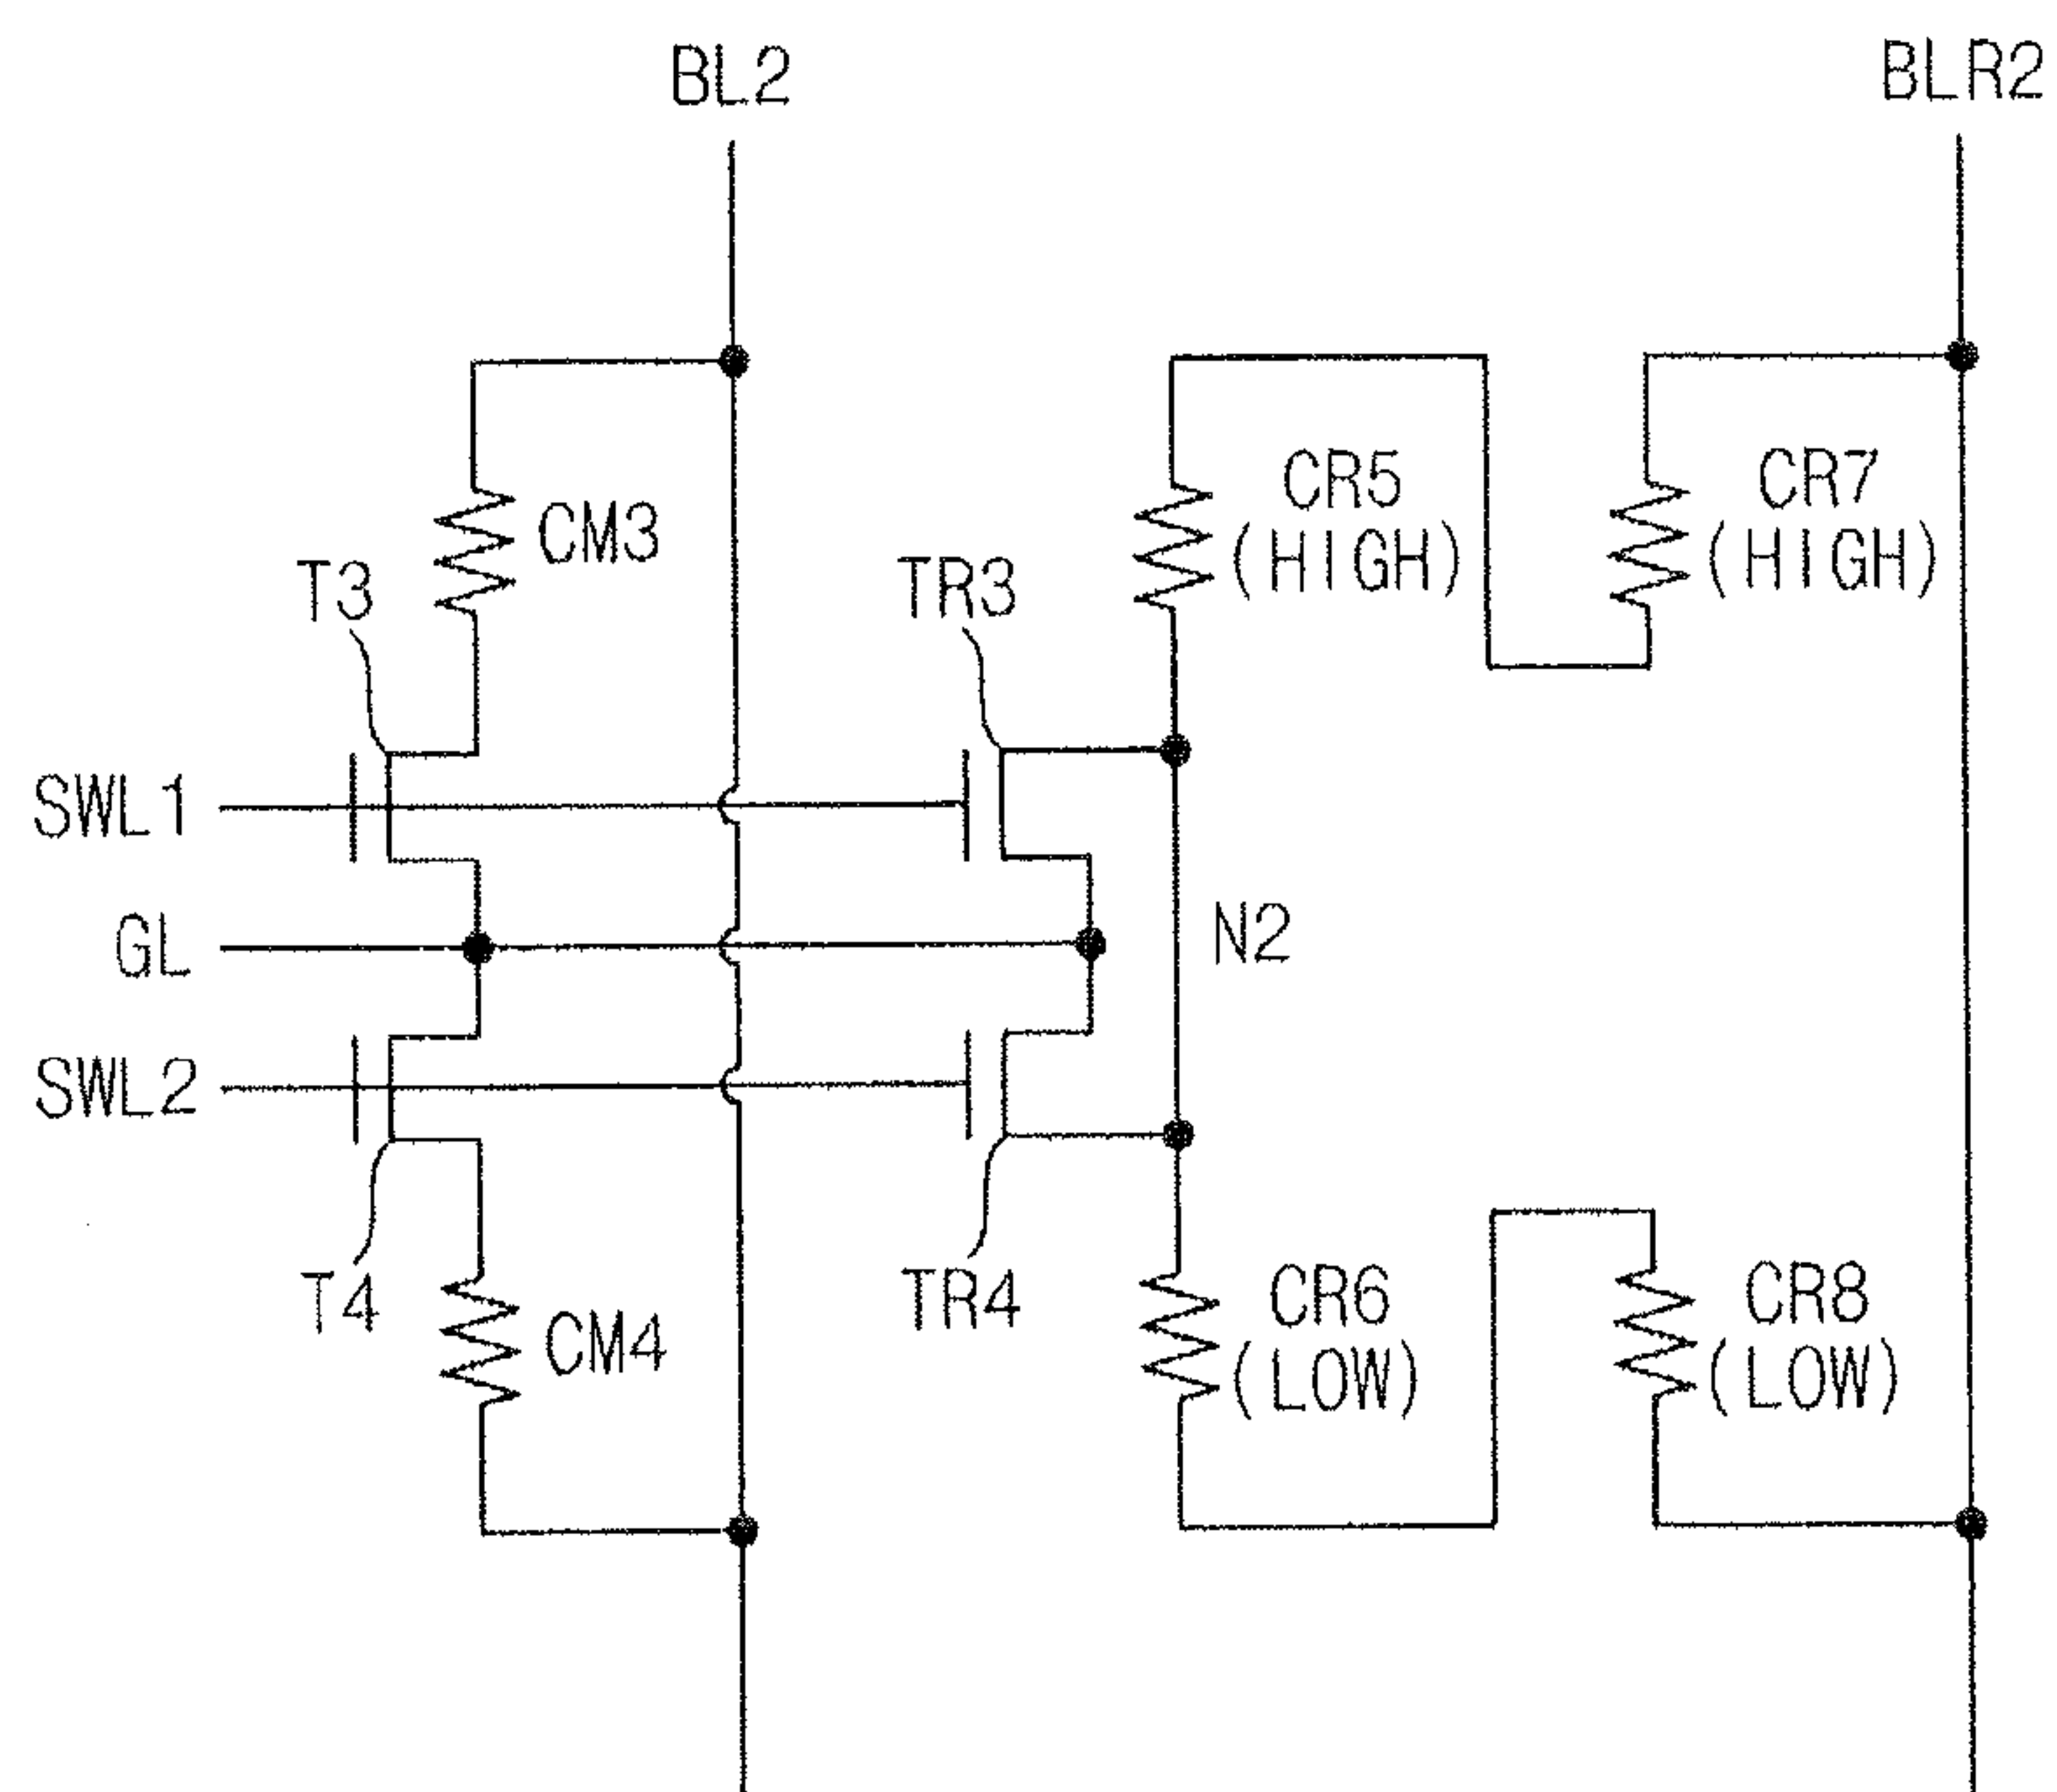 BL2
BLR2
CR5
(HIGH)
CR7
(HIGH)
CM3
T3
TR3
SWL1
GL
N2
SWL2
T4
CM4
TR4
CR6
(LOW)
CR8
(LOW)